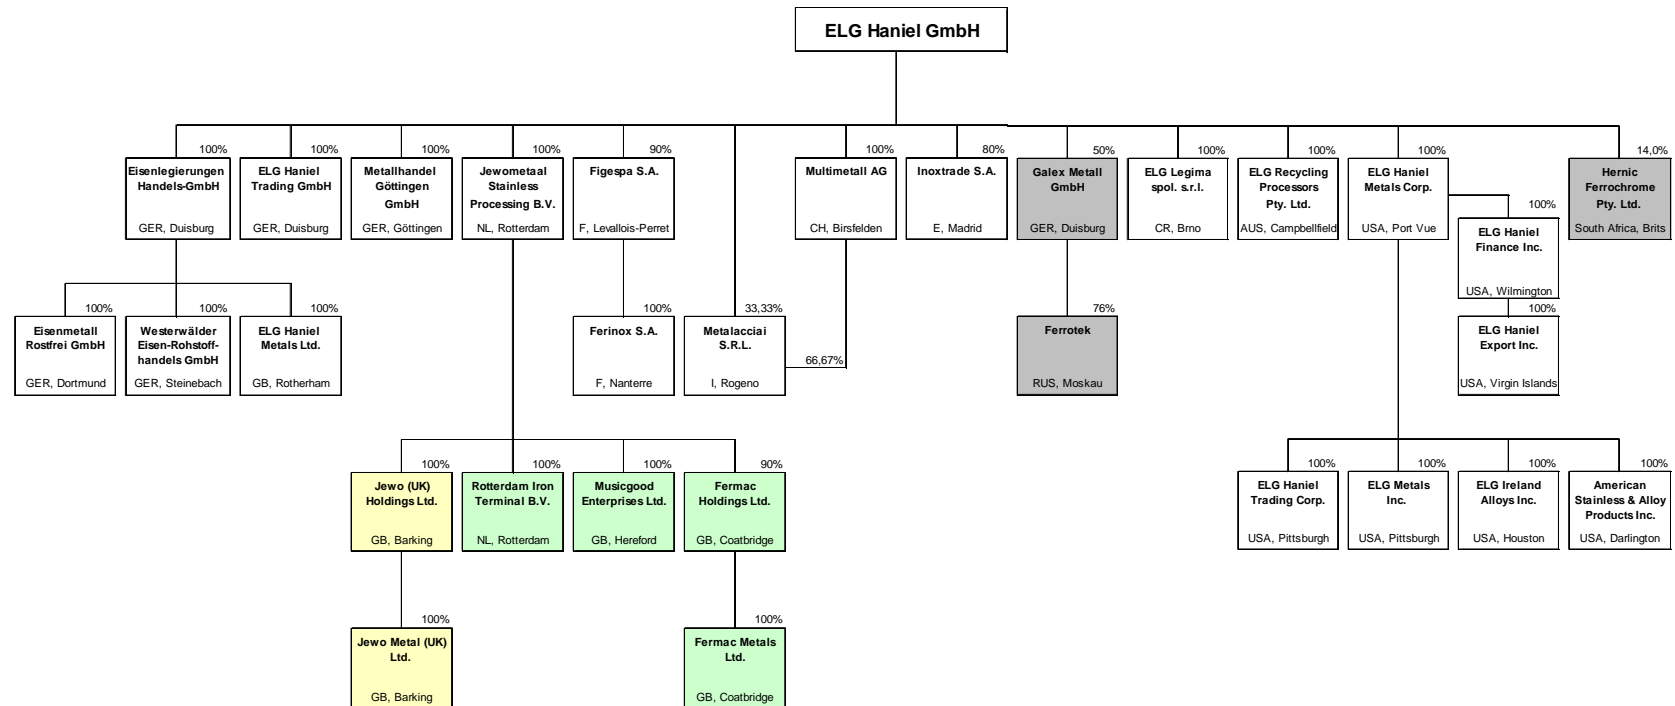 ELG Haniel GmbH
100%
Eisenlegierungen
Handels-GmbH
GER, Duisburg
100%
ELG Haniel
Trading GmbH
GER, Duisburg
100%
Metallhandel
Göttingen
GmbH
GER, Göttingen
100%
Jewometaal
Stainless
Processing B.V.
NL, Rotterdam
90%
Figespa S.A.
F, Levallois-Perret
100%
Multimetall AG
CH, Birsfelden
80%
Inoxtrade S.A.
E, Madrid
50%
Galex Metall
GmbH
GER, Duisburg
100%
ELG Legima
spol. s.r.l.
CR, Brno
100%
ELG Recycling
Processors
Pty. Ltd.
AUS, Campbellfield
100%
ELG Haniel
Metals Corp.
USA, Port Vue
100%
ELG Haniel
Finance Inc.
USA, Wilmington
14,0%
Hernic
Ferrochrome
Pty. Ltd.
South Africa, Brits
100%
Eisenmetall
Rostfrei GmbH
GER, Dortmund
100%
Westerwälder
Eisen-Rohstoff-
handels GmbH
GER, Steinebach
100%
ELG Haniel
Metals Ltd.
GB, Rotherham
100%
Ferinox S.A.
F, Nanterre
33,33%
Metalacciai
S.R.L.
I, Rogeno
66,67%
76%
Ferrotek
RUS, Moskau
100%
ELG Haniel
Export Inc.
USA, Virgin Islands
100%
Jewo (UK)
Holdings Ltd.
GB, Barking
100%
Rotterdam Iron
Terminal B.V.
NL, Rotterdam
100%
Musicgood
Enterprises Ltd.
GB, Hereford
90%
Fermac
Holdings Ltd.
GB, Coatbridge
100%
ELG Haniel
Trading Corp.
USA, Pittsburgh
100%
ELG Metals
Inc.
USA, Pittsburgh
100%
ELG Ireland
Alloys Inc.
USA, Houston
100%
American
Stainless & Alloy
Products Inc.
USA, Darlington
100%
Jewo Metal (UK)
Ltd.
GB, Barking
100%
Fermac Metals
Ltd.
GB, Coatbridge